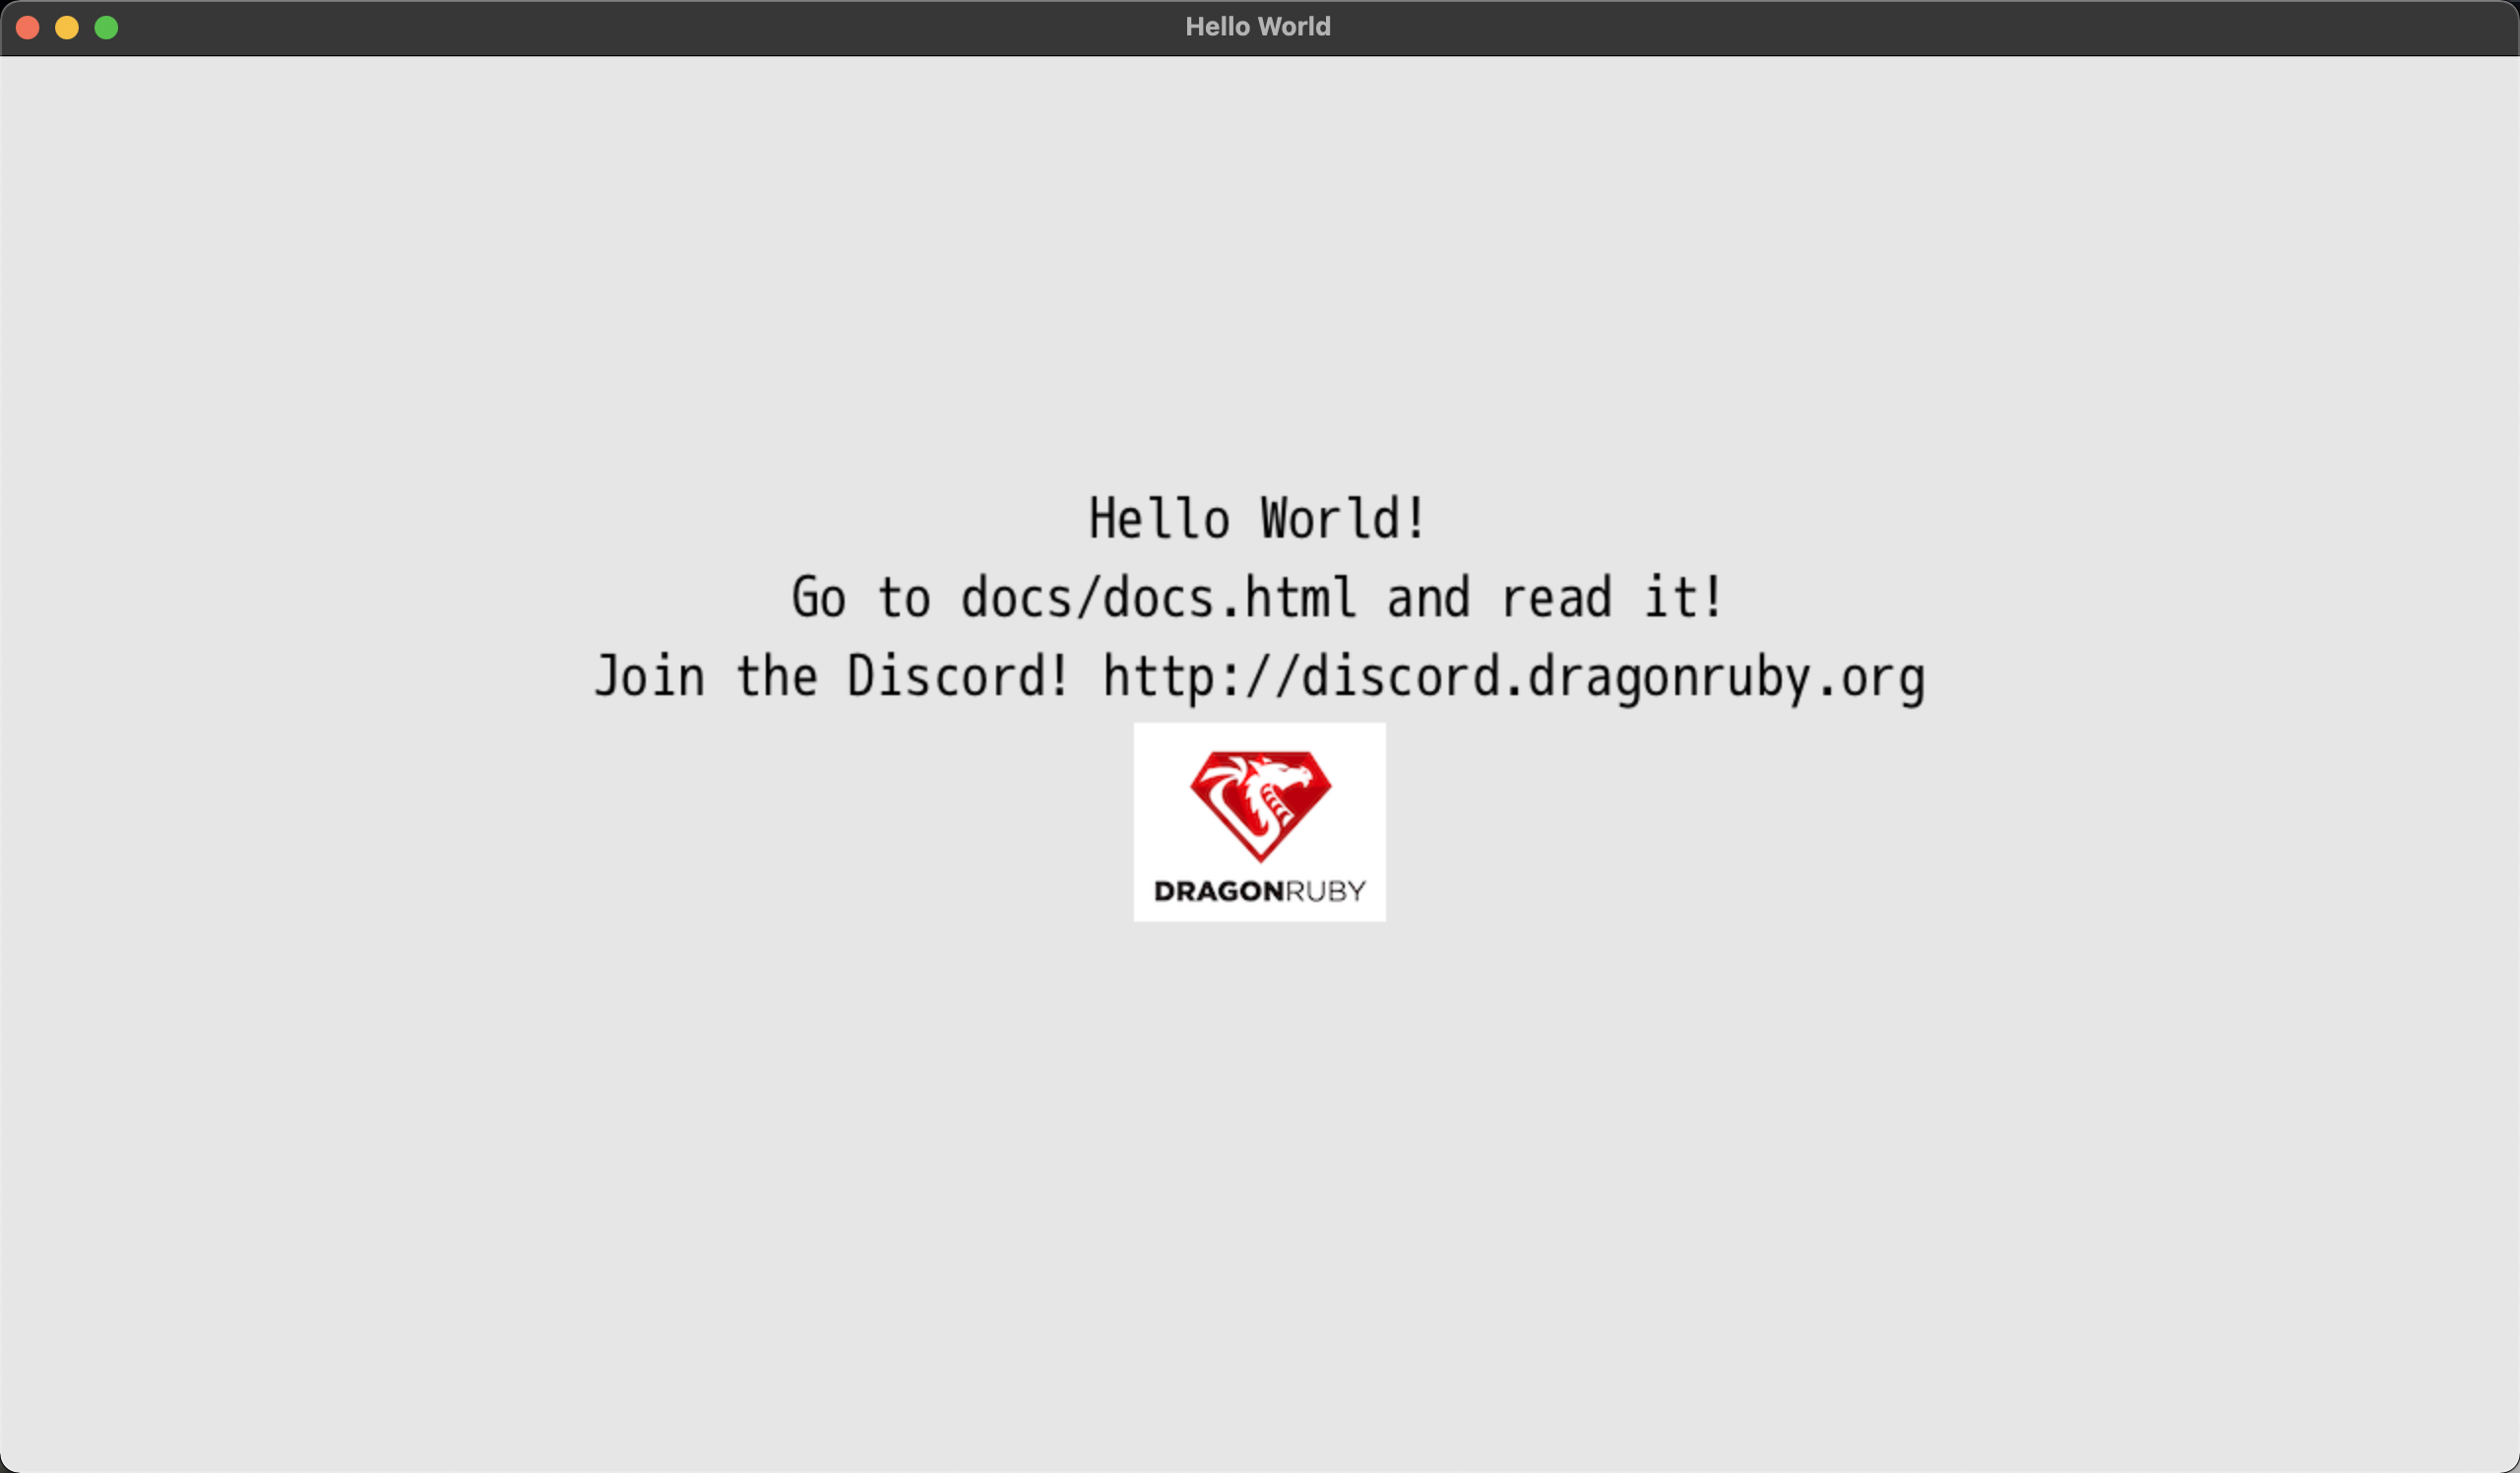 Hello World
Hello World!
Go to docs/docs.html and read it!
Join the Discord! http://discord.dragonruby.org
DRAGONRUBY